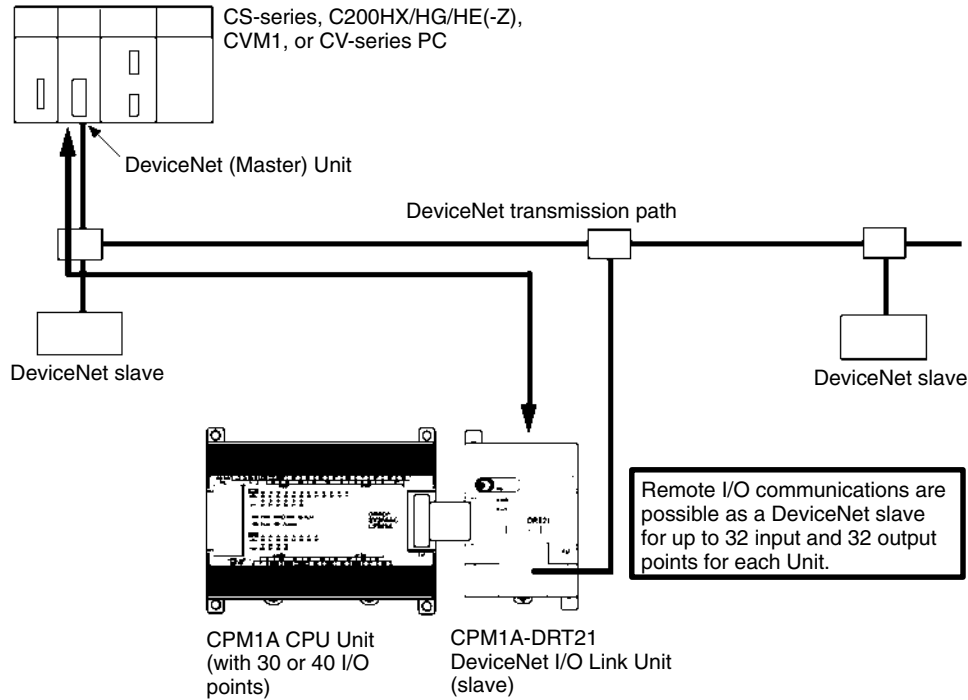 CS-series, C200HX/HG/HE(-Z),
CVM1, or CV-series PC
DeviceNet (Master) Unit
DeviceNet transmission path
DeviceNet slave
DeviceNet slave
DRT21
Remote I/O communications are
possible as a DeviceNet slave
for up to 32 input and 32 output
points for each Unit.
CPM1A CPU Unit
(with 30 or 40 I/O
points)
CPM1A-DRT21
DeviceNet I/O Link Unit
(slave)